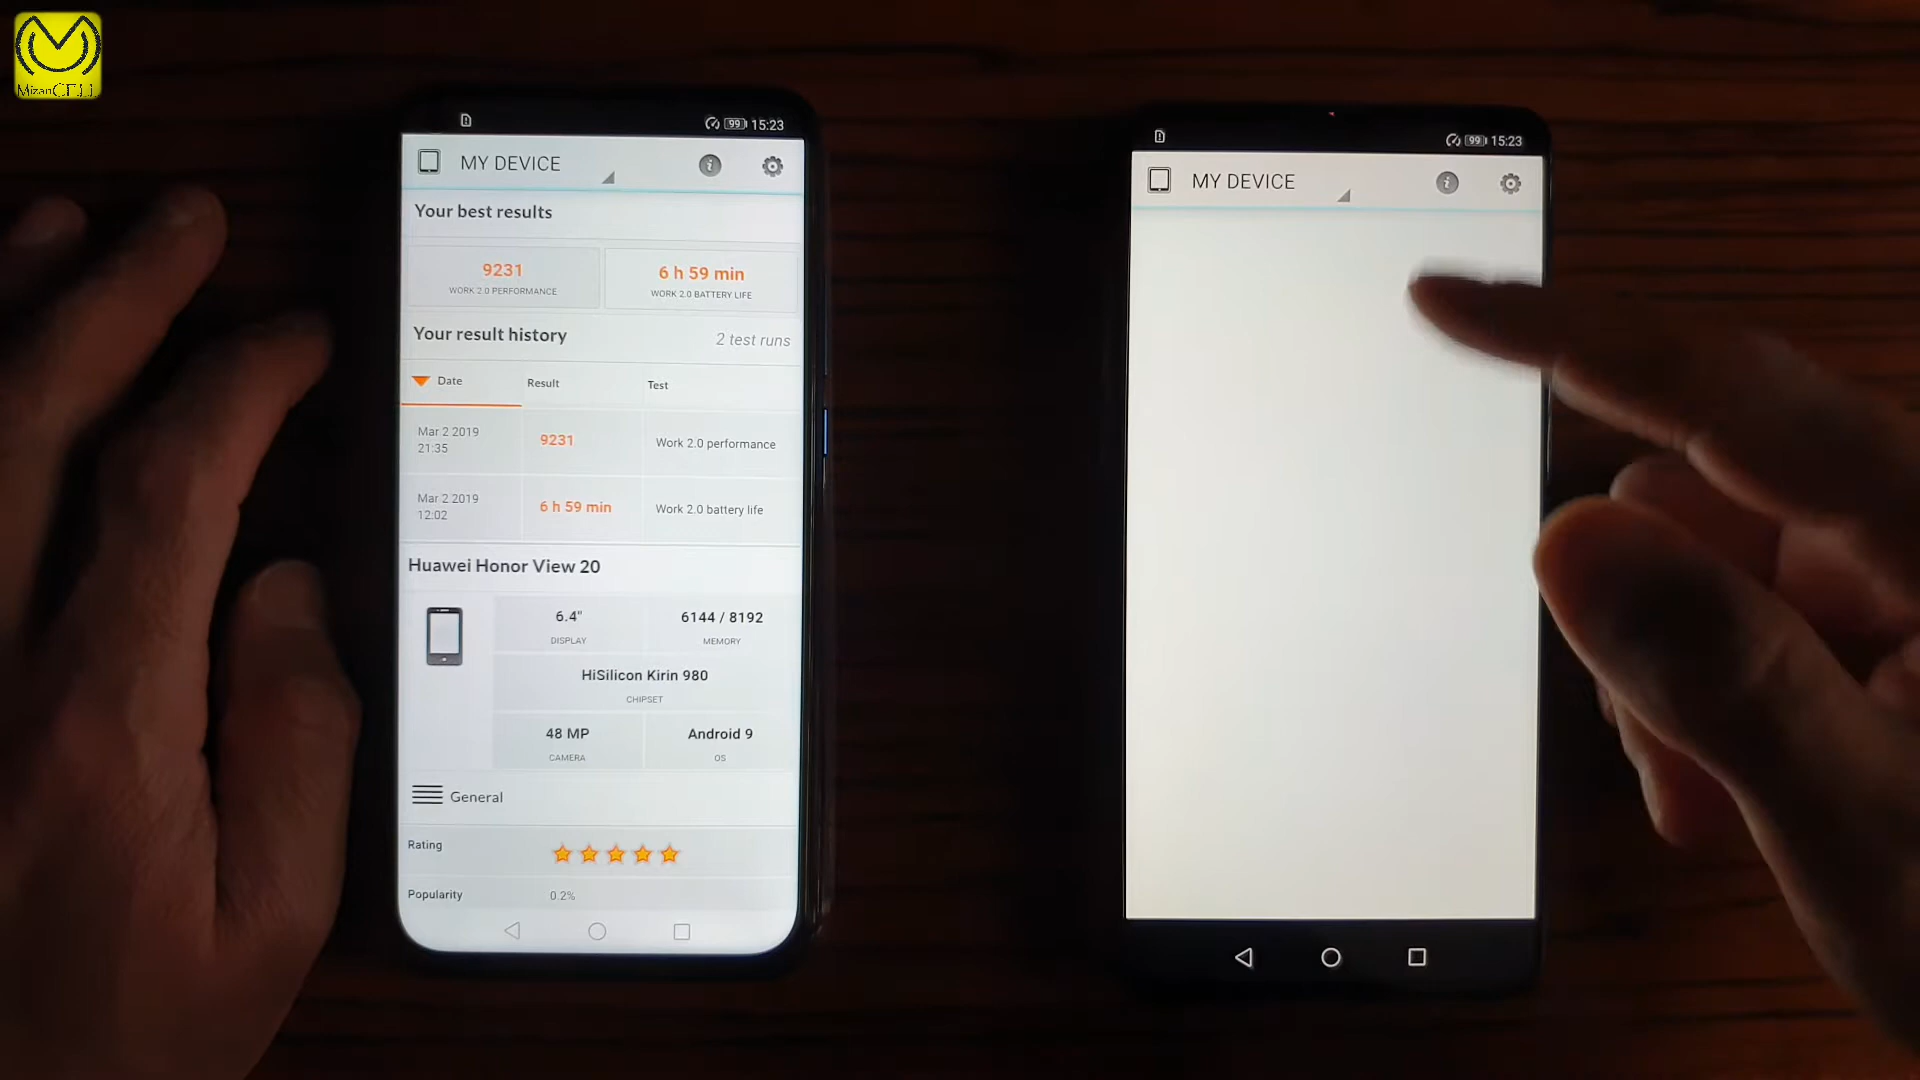 MizanCELL
99 15:23
MY DEVICE
Your best results
9231
WORK 2.0 PERFORMANCE
6 h 59 min
WORK 2.0 BATTERY LIFE
Your result history
2 test runs
Date Result Test
Mar 2 2019
21:35
9231
Work 2.0 performance
Mar 2 2019
12:02
6 h 59 min
Work 2.0 battery life
Huawei Honor View 20
6.4"
DISPLAY
6144 / 8192
MEMORY
HiSilicon Kirin 980
CHIPSET
48 MP
CAMERA
Android 9
OS
General
Rating
Popularity 0.2%
99 15:23
MY DEVICE